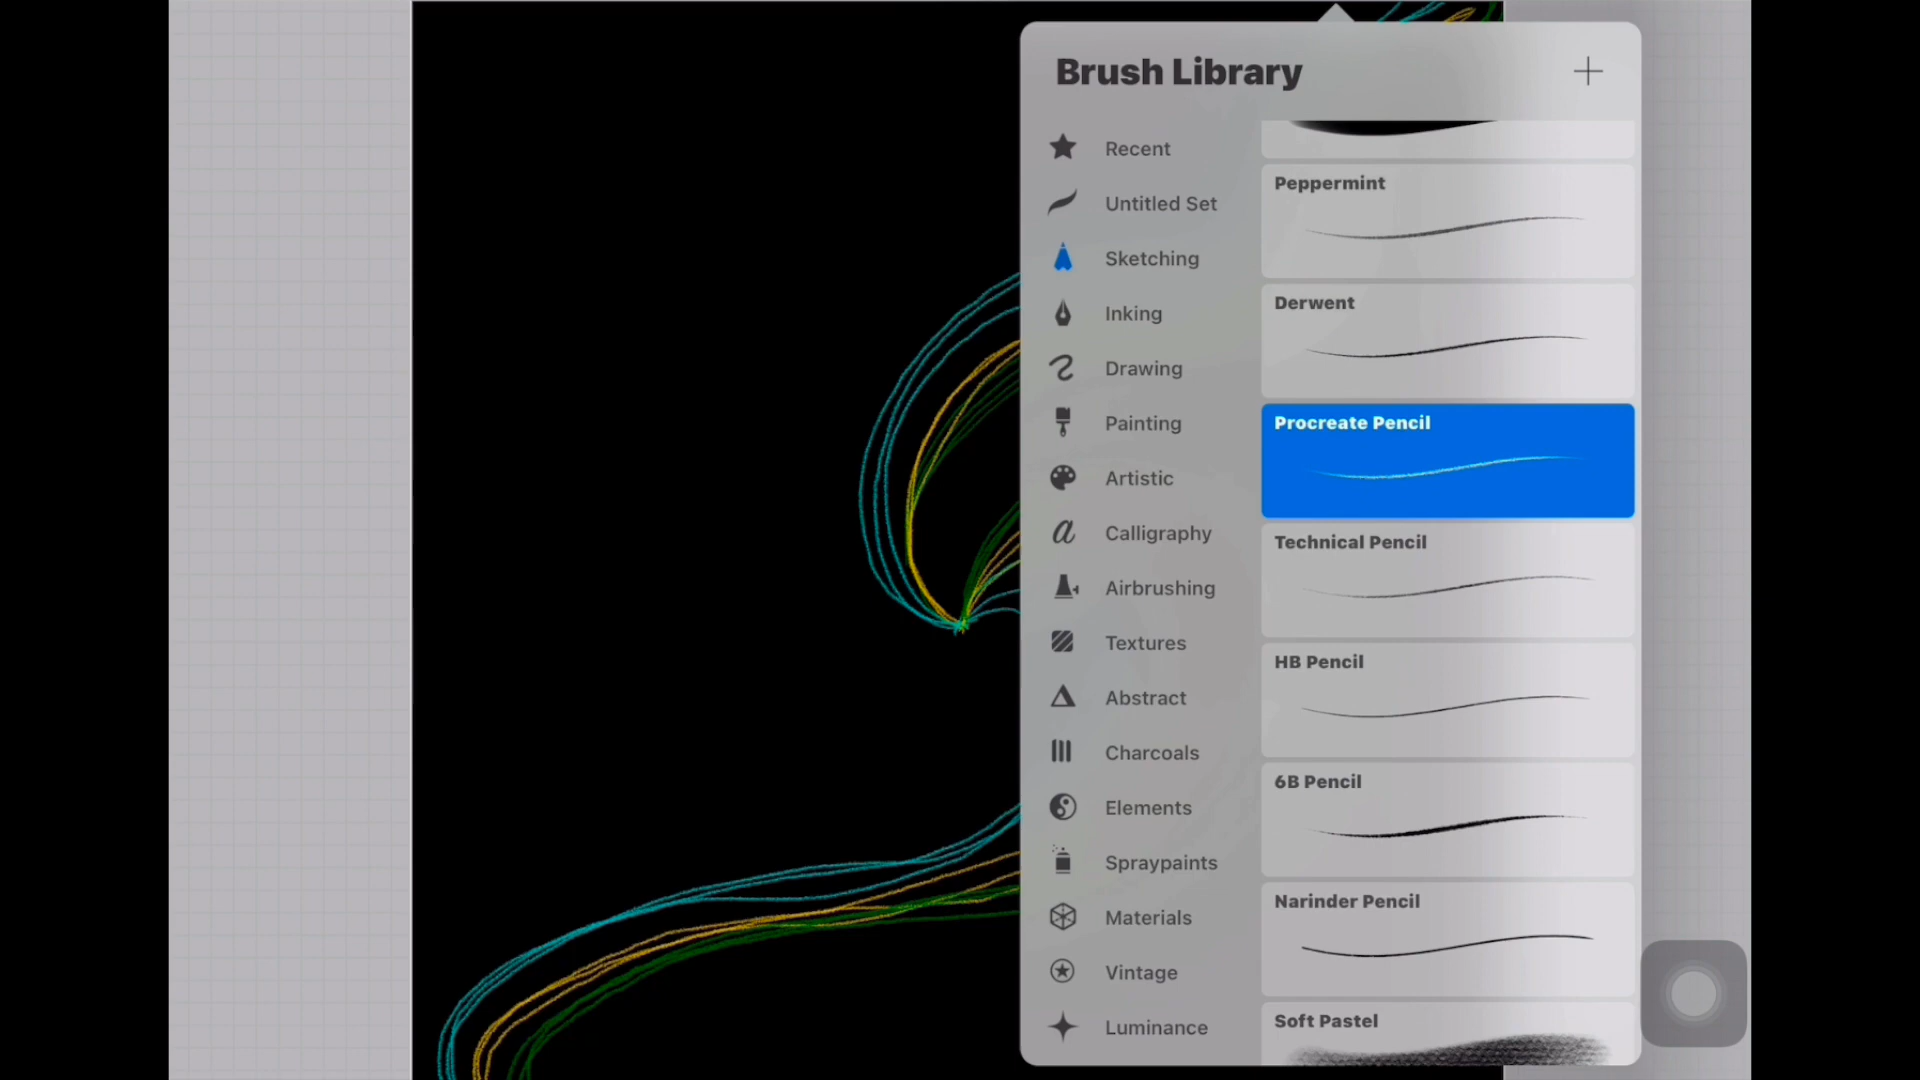 Brush Library
Recent
Untitled Set
Sketching
Inking
Drawing
Painting
Artistic
Calligraphy
Airbrushing
Textures
Abstract
Charcoals
Elements
Spraypaints
Materials
Vintage
Luminance
Peppermint
Derwent
Procreate Pencil
Technical Pencil
HB Pencil
6B Pencil
Narinder Pencil
Soft Pastel